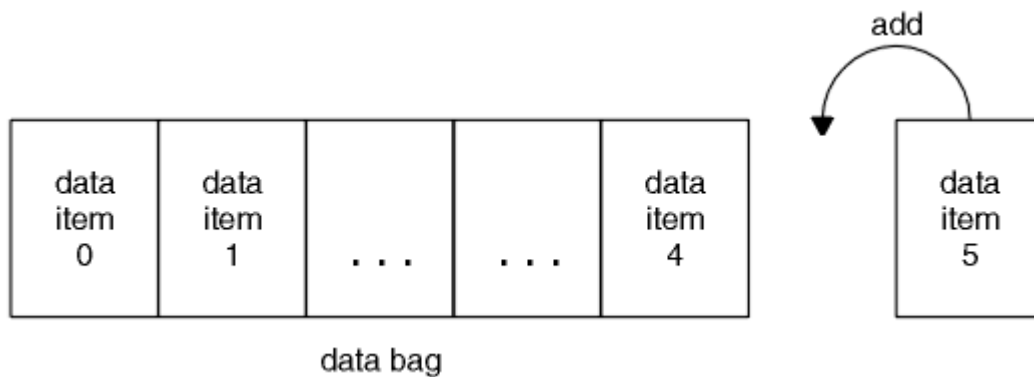 add
data
item
0
data
item
1
. . .
. . .
data
item
4
data
item
5
data bag